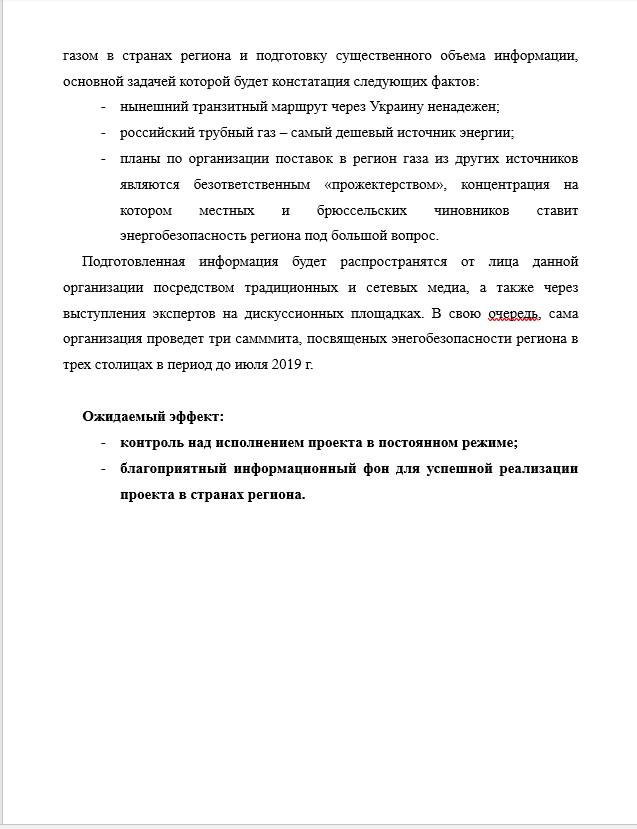 газом в странах региона и подготовку существенного объема информации,
основной задачей которой будет констатация следующих фактов:
- нынешний транзитный маршрут через Украину ненадежен;
- российский трубный газ – самый дешевый источник энергии;
- планы по организации поставок в регион газа из других источников
являются безответственным «прожектерством», концентрация на
котором местных и брюссельских чиновников ставит
энергобезопасность региона под большой вопрос.
Подготовленная информация будет распространятся от лица данной
организации посредством традиционных и сетевых медиа, а также через
выступления экспертов на дискуссионных площадках. В свою очередь, сама
организация проведет три самммита, посвященых энегобезопасности региона в
трех столицах в период до июля 2019 г.
Ожидаемый эффект:
- контроль над исполнением проекта в постоянном режиме;
- благоприятный информационный фон для успешной реализации
проекта в странах региона.